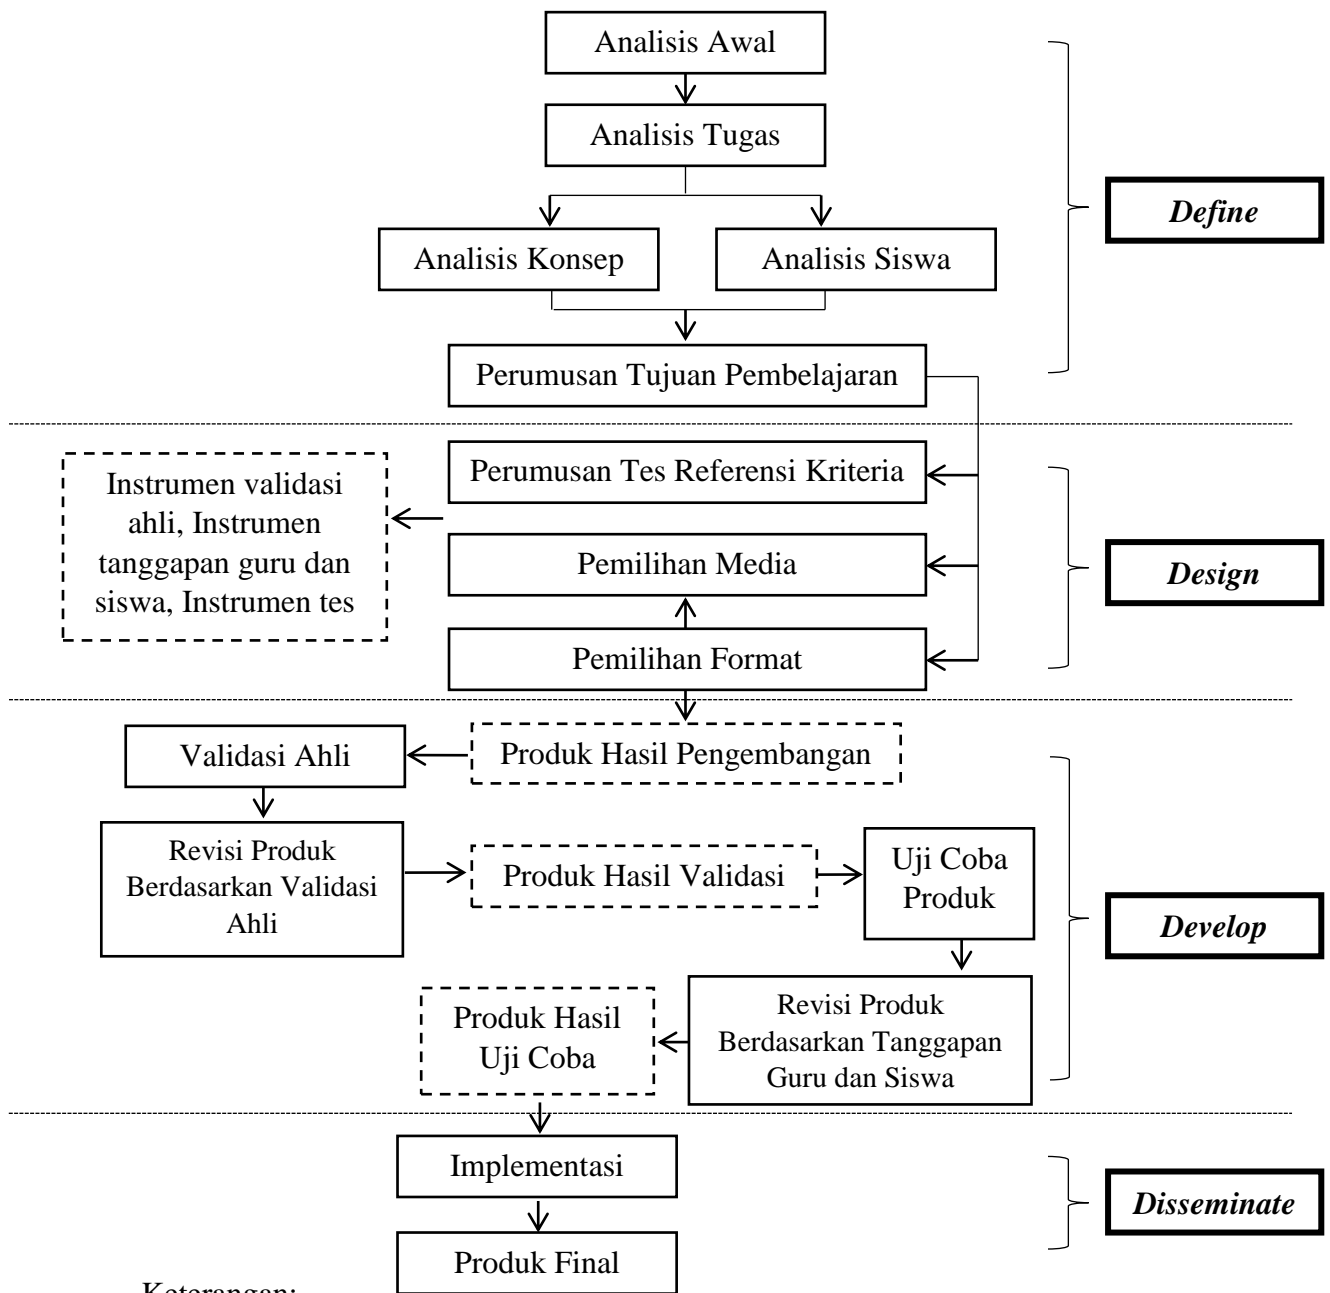 Analisis Awal
Analisis Tugas
Define
Analisis Konsep
Analisis Siswa
Perumusan Tujuan Pembelajaran
Perumusan Tes Referensi Kriteria
Instrumen validasi
ahli, Instrumen
tanggapan guru dan
siswa, Instrumen tes
Pemilihan Media
Design
Pemilihan Format
Validasi Ahli
Produk Hasil Pengembangan
Revisi Produk
Berdasarkan Validasi
Ahli
Produk Hasil Validasi
Uji Coba
Produk
Develop
Produk Hasil
Uji Coba
Revisi Produk
Berdasarkan Tanggapan
Guru dan Siswa
Implementasi
Disseminate
Produk Final
Keterangan: